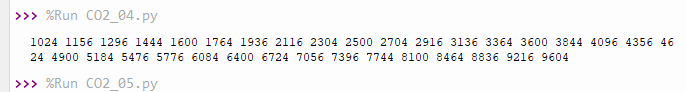 >>> %Run CO2_04.py
1024 1156 1296 1444 1600 1764 1936 2116 2304 2500 2704 2916 3136 3364 3600 3844 4096 4356 46
24 4900 5184 5476 5776 6084 6400 6724 7056 7396 7744 8100 8464 8836 9216 9604
>>> %Run CO2_05.py